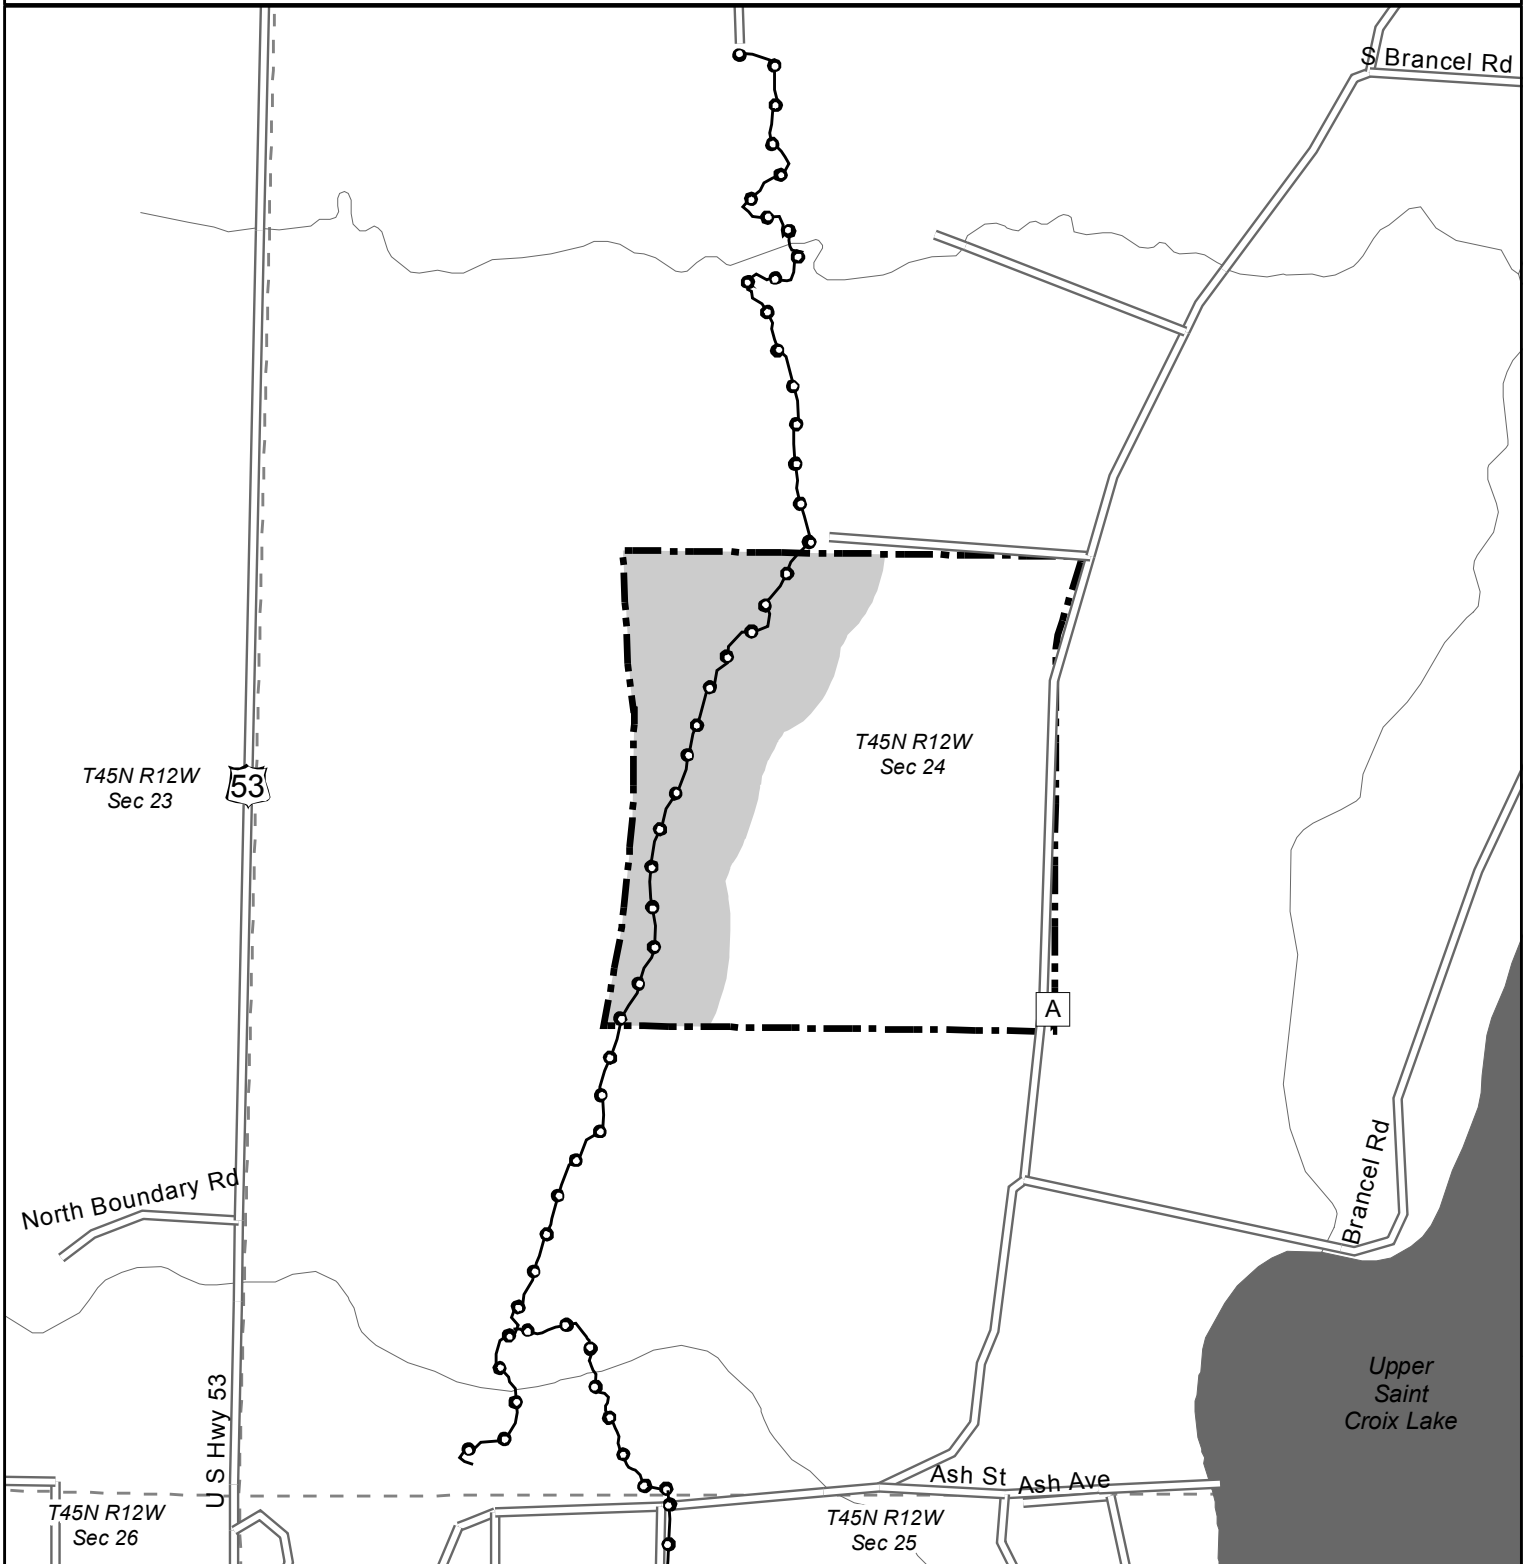 S Brancel Rd
T45N R12W
Sec 24
T45N R12W
Sec 23
53
A
North Boundary Rd
Brancel Rd
U S Hwy 53
Upper
Saint
Croix Lake
Ash St
Ash Ave
T45N R12W
Sec 26
T45N R12W
Sec 25